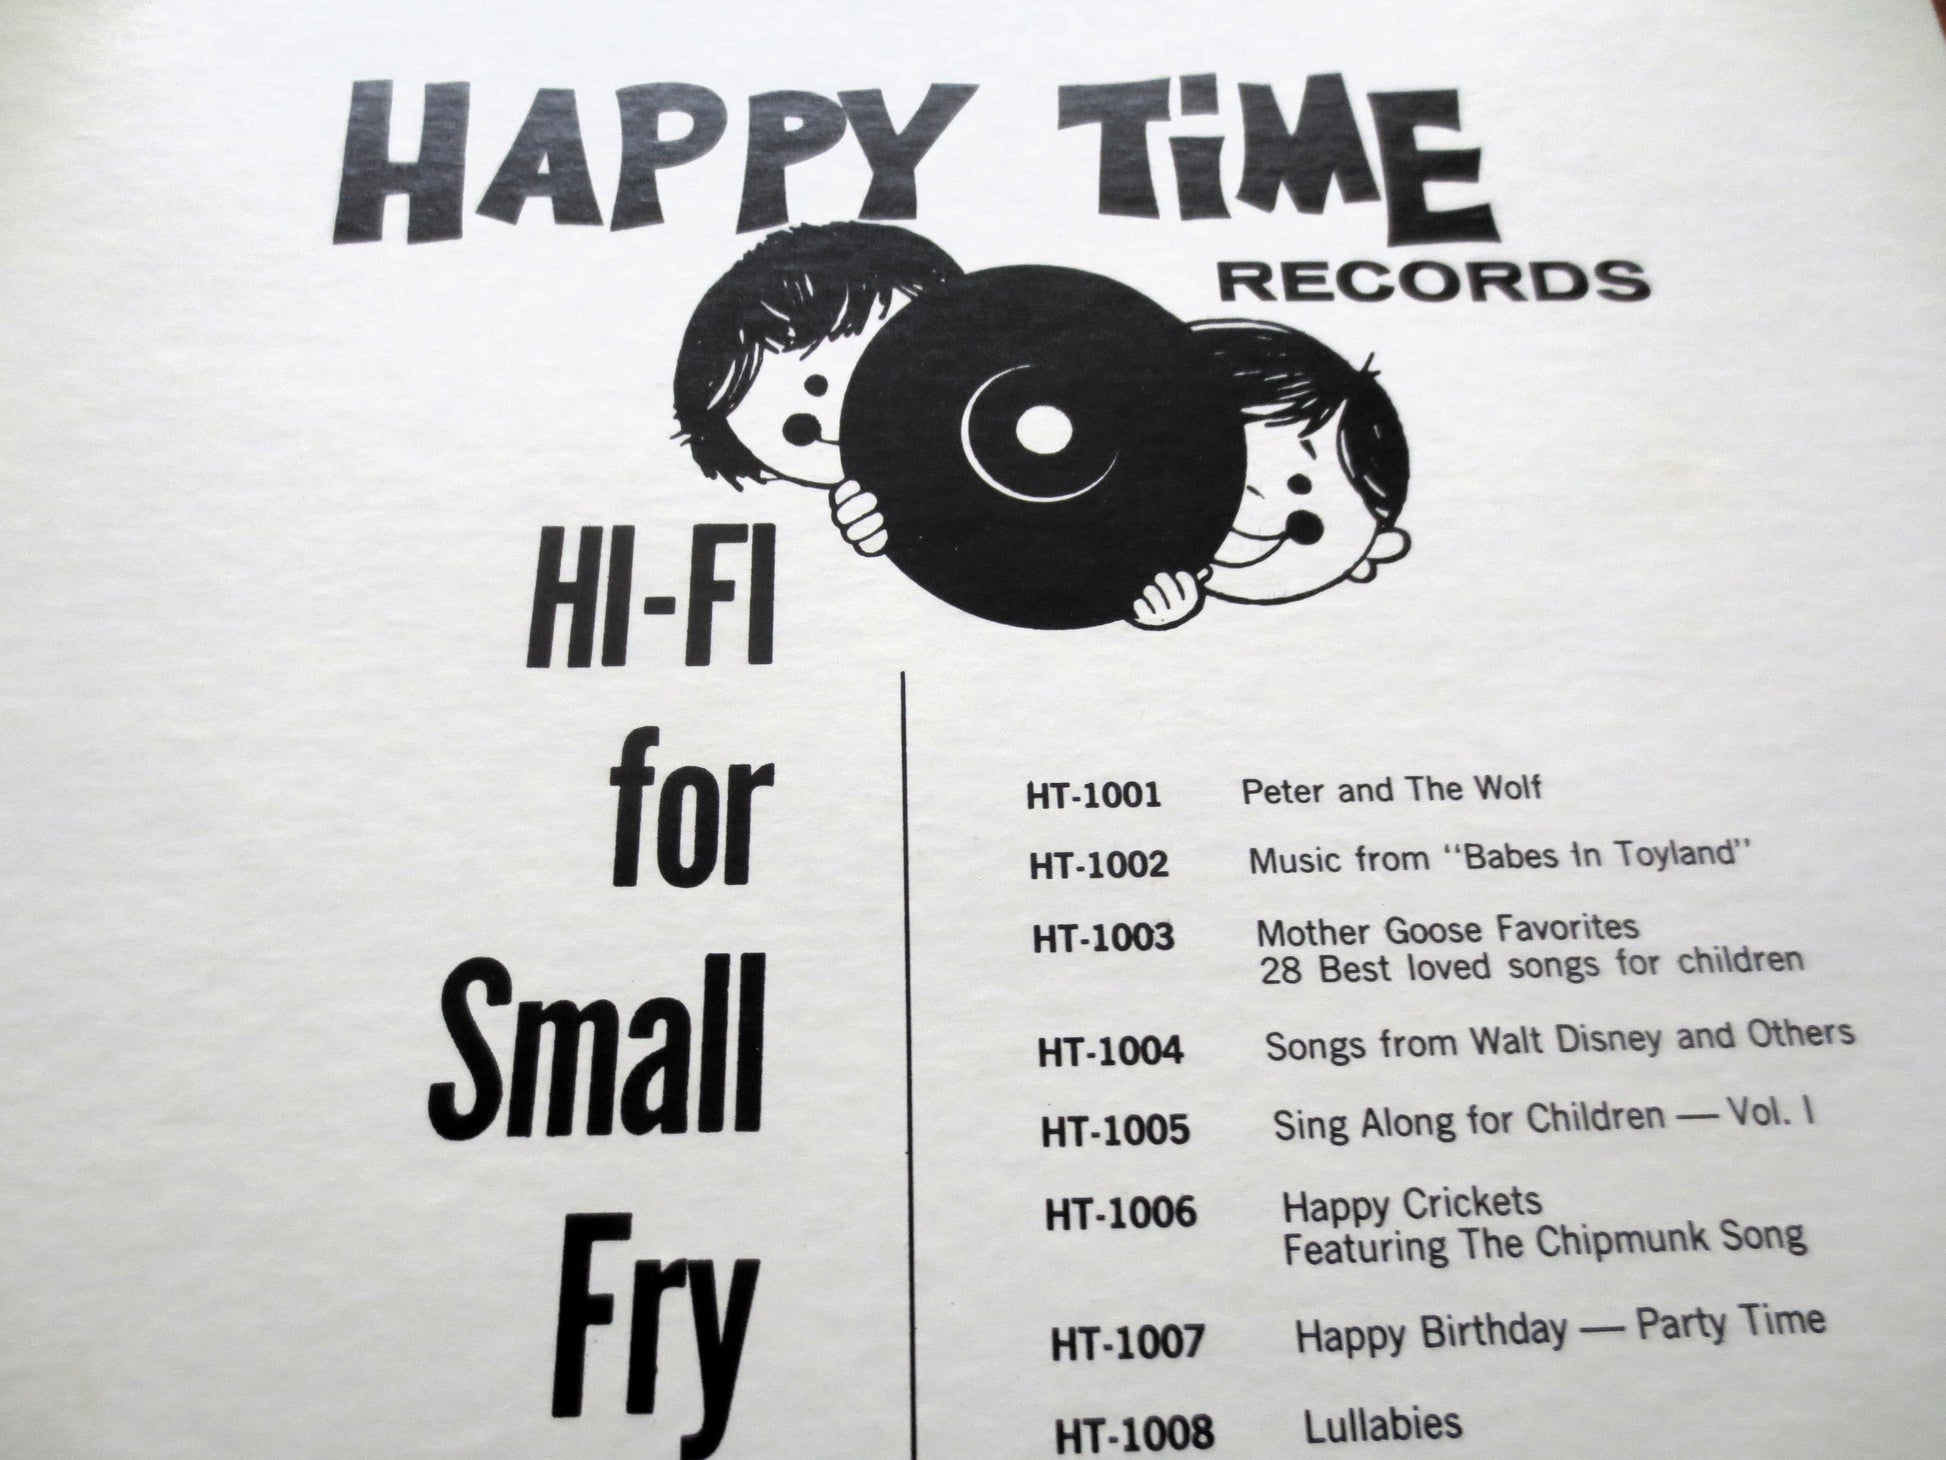 HAPPY TiME
RECORDS
HI-FI
for
Small
Fry
HT-1001 Peter and The Wolf
HT-1002 Music from "Babes In Toyland"
HT-1003 Mother Goose Favorites
28 Best loved songs for children
HT-1004 Songs from Walt Disney and Others
HT-1005 Sing Along for Children — Vol. I
HT-1006 Happy Crickets
Featuring The Chipmunk Song
HT-1007 Happy Birthday — Party Time
HT-1008 Lullabies